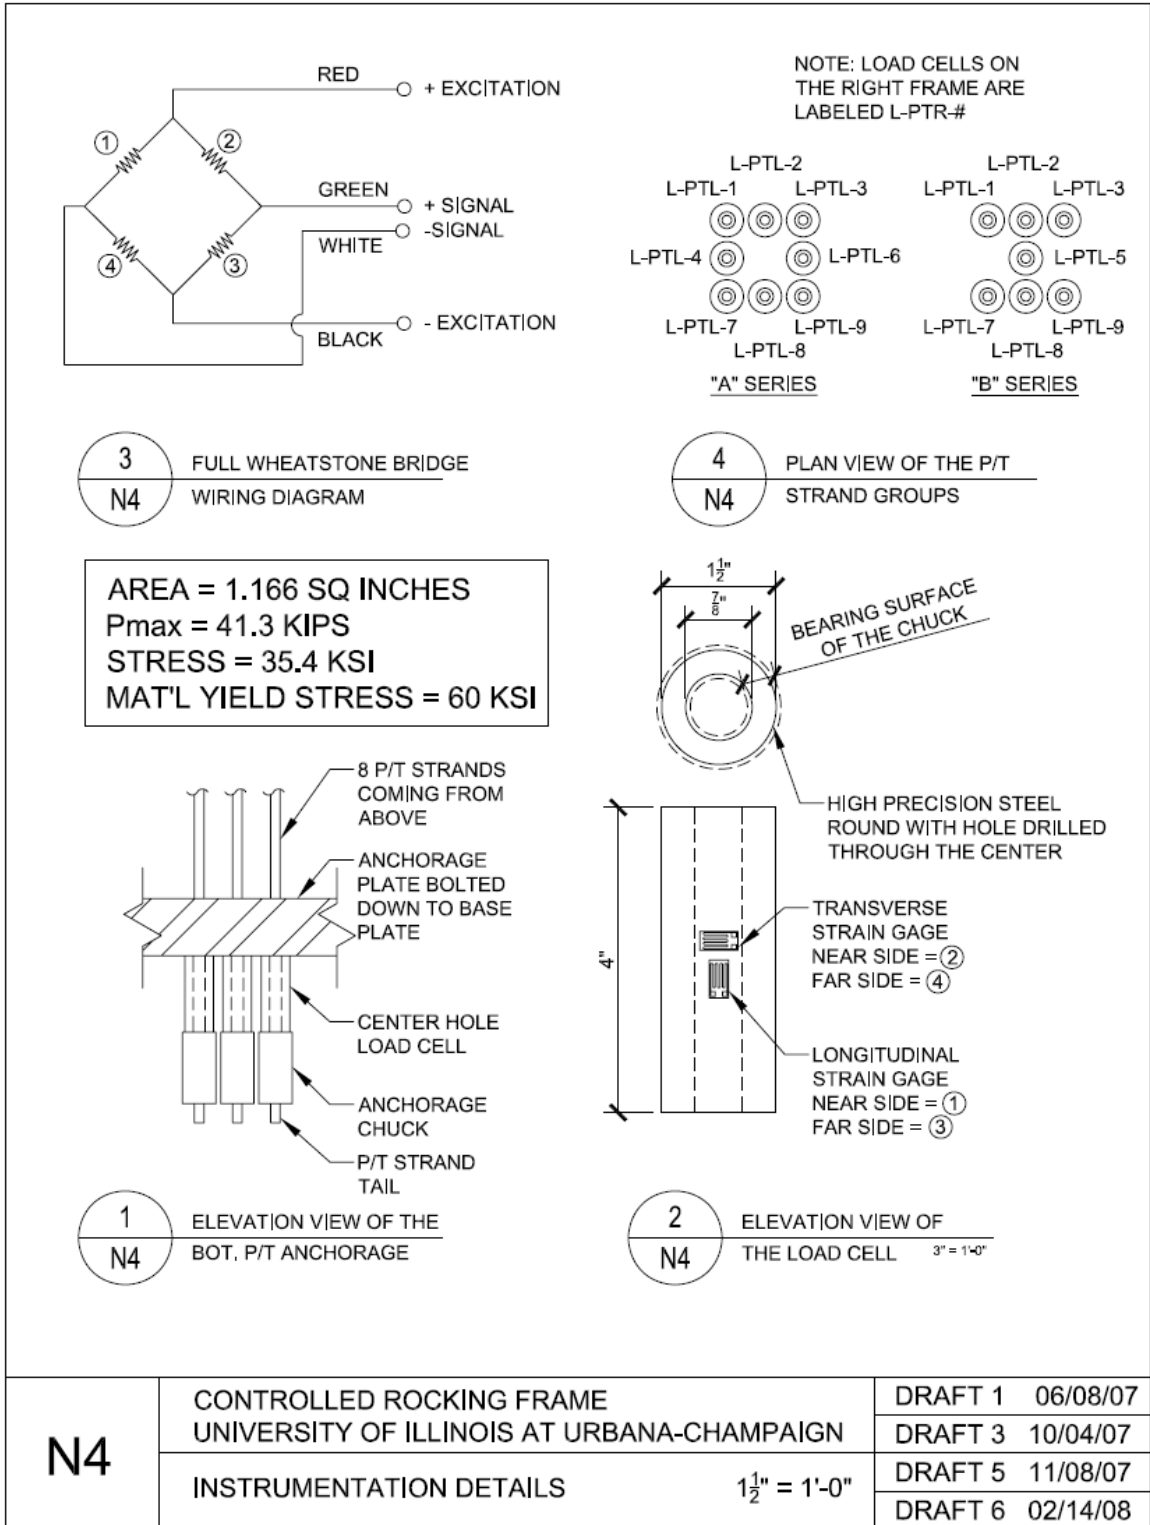 RED
+ EXCITATION
1
2
GREEN
+ SIGNAL
-SIGNAL
WHITE
4
3
- EXCITATION
BLACK
3
N4
FULL WHEATSTONE BRIDGE
WIRING DIAGRAM
NOTE: LOAD CELLS ON
THE RIGHT FRAME ARE
LABELED L-PTR-#
L-PTL-2
L-PTL-1 L-PTL-3
L-PTL-4 L-PTL-6
L-PTL-7 L-PTL-9
L-PTL-8
"A" SERIES
L-PTL-2
L-PTL-1 L-PTL-3
L-PTL-5
L-PTL-7 L-PTL-9
L-PTL-8
"B" SERIES
4
N4
PLAN VIEW OF THE P/T
STRAND GROUPS
AREA = 1.166 SQ INCHES
Pmax = 41.3 KIPS
STRESS = 35.4 KSI
MAT'L YIELD STRESS = 60 KSI
8 P/T STRANDS
COMING FROM
ABOVE
ANCHORAGE
PLATE BOLTED
DOWN TO BASE
PLATE
CENTER HOLE
LOAD CELL
ANCHORAGE
CHUCK
P/T STRAND
TAIL
1
N4
ELEVATION VIEW OF THE
BOT. P/T ANCHORAGE
1 1/2"
7/8"
BEARING SURFACE
OF THE CHUCK
HIGH PRECISION STEEL
ROUND WITH HOLE DRILLED
THROUGH THE CENTER
4"
TRANSVERSE
STRAIN GAGE
NEAR SIDE = 2
FAR SIDE = 4
LONGITUDINAL
STRAIN GAGE
NEAR SIDE = 1
FAR SIDE = 3
2
N4
ELEVATION VIEW OF
THE LOAD CELL 3" = 1'-0"
N4
CONTROLLED ROCKING FRAME
UNIVERSITY OF ILLINOIS AT URBANA-CHAMPAIGN
INSTRUMENTATION DETAILS 1 1/2" = 1'-0"
DRAFT 1 06/08/07
DRAFT 3 10/04/07
DRAFT 5 11/08/07
DRAFT 6 02/14/08